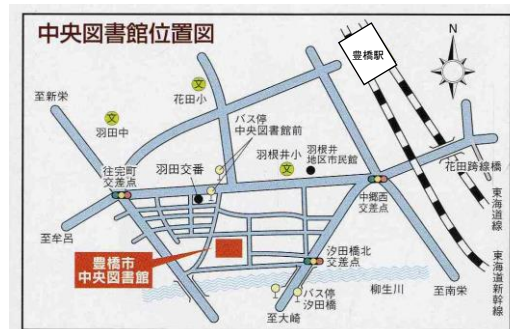 中央図書館位置図
豊橋駅
N
至新栄
文
花田小
文
羽田中
バス停
中央図書館前
羽根井
地区市民館
羽根井小
文
花田跨線橋
往完町
交差点
羽田交番
中郷西
交差点
東海道線
至牟呂
豊橋市
中央図書館
汐田橋北
交差点
東海道新幹線
柳生川
至南栄
バス停
汐田橋
至大崎